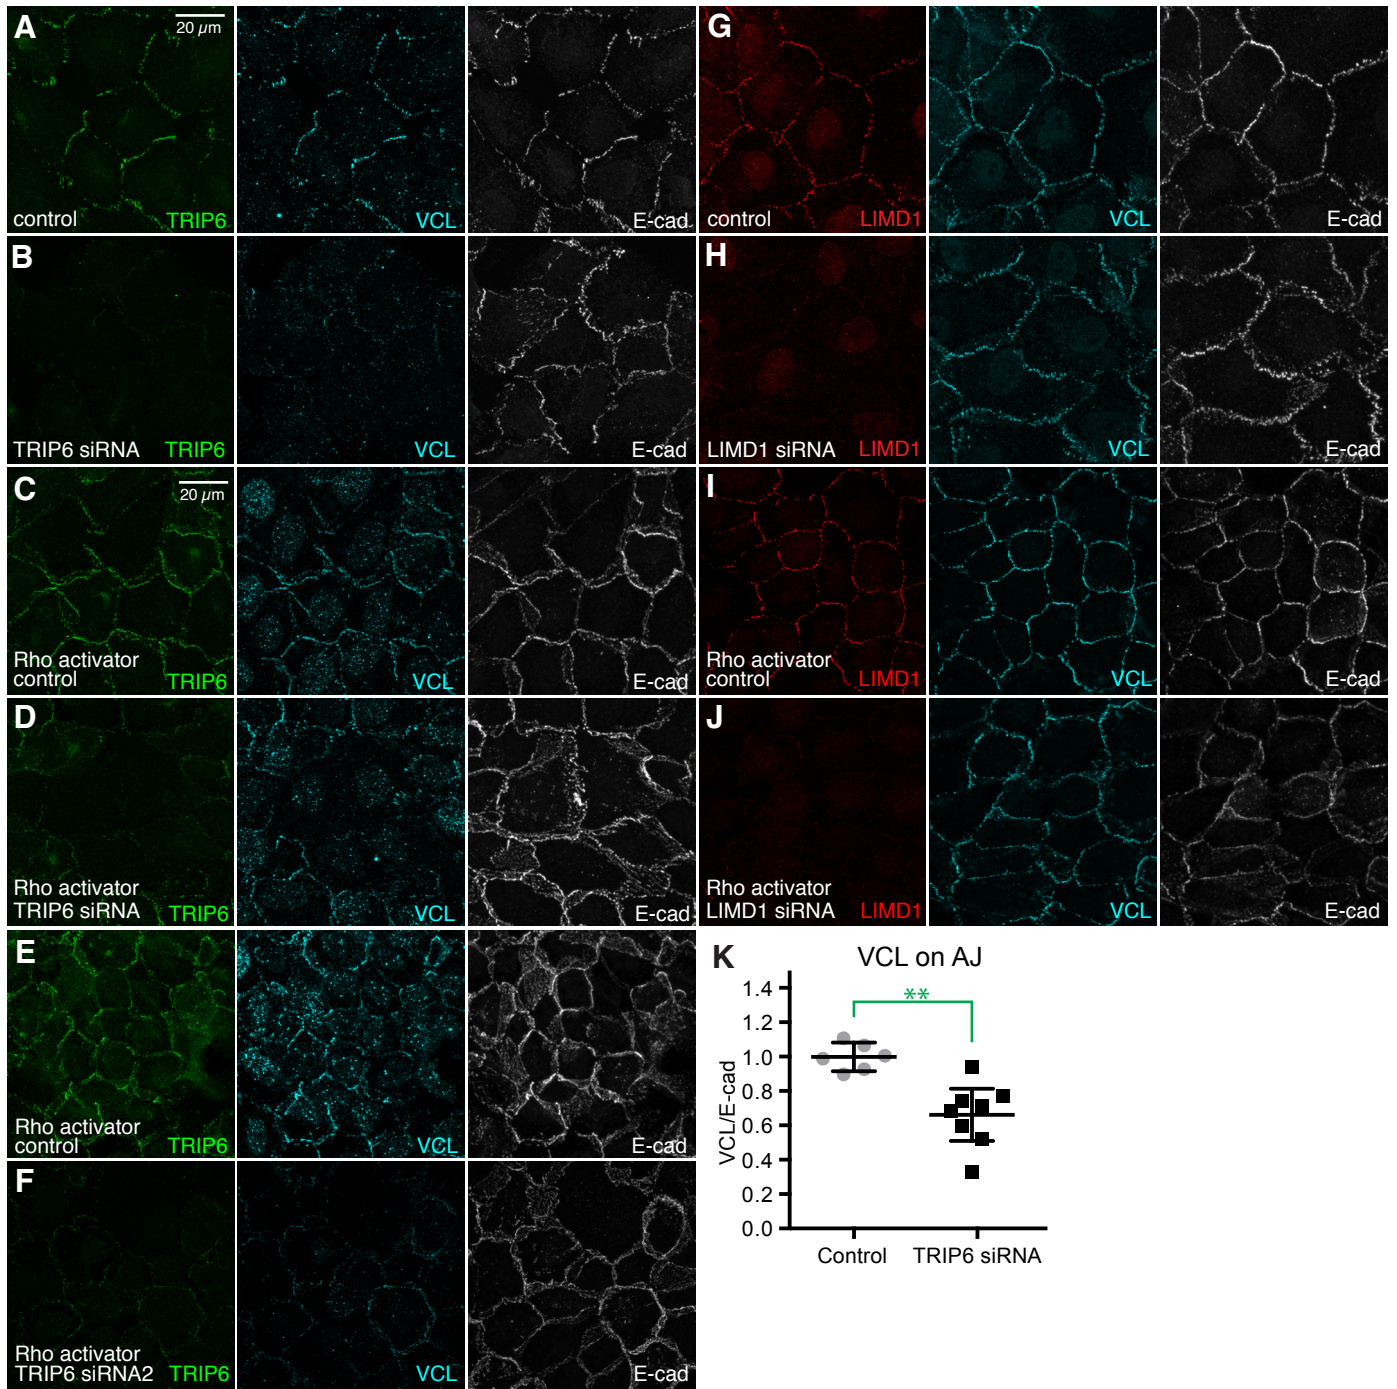 A
20 µm
control
TRIP6
VCL
E-cad
G
control
LIMD1
VCL
E-cad
B
TRIP6 siRNA
TRIP6
VCL
E-cad
H
LIMD1 siRNA
LIMD1
VCL
E-cad
C
20 µm
Rho activator
control
TRIP6
VCL
E-cad
I
Rho activator
control
LIMD1
VCL
E-cad
D
Rho activator
TRIP6 siRNA
TRIP6
VCL
E-cad
J
Rho activator
LIMD1 siRNA
LIMD1
VCL
E-cad
E
Rho activator
control
TRIP6
VCL
E-cad
F
Rho activator
TRIP6 siRNA2
TRIP6
VCL
E-cad
K
VCL on AJ
**
VCL/E-cad
1.4
1.2
1.0
0.8
0.6
0.4
0.2
0.0
Control
TRIP6 siRNA